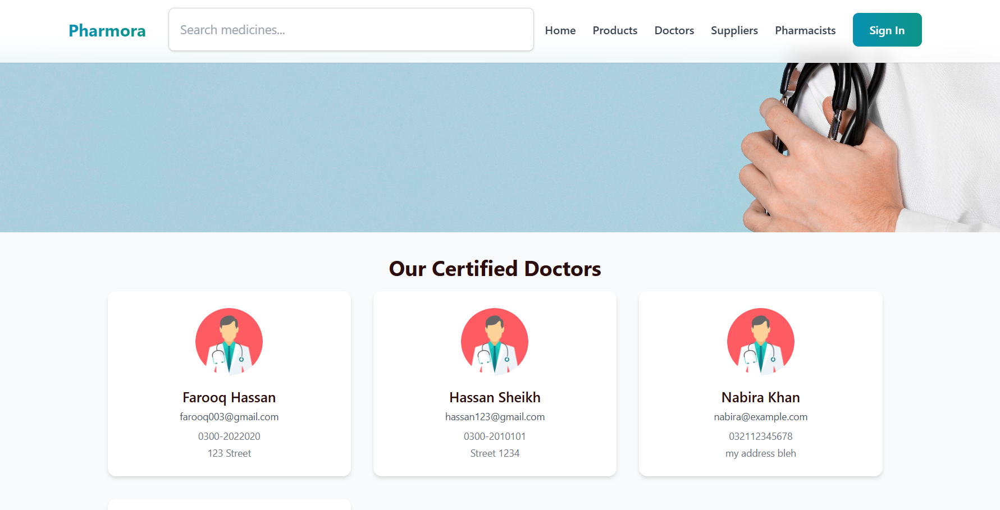 Pharmora
Search medicines...
Home
Products
Doctors
Suppliers
Pharmacists
Sign In
Our Certified Doctors
Farooq Hassan
farooq003@gmail.com
0300-2022020
123 Street
Hassan Sheikh
hassan123@gmail.com
0300-2010101
Street 1234
Nabira Khan
nabira@example.com
032112345678
my address bleh